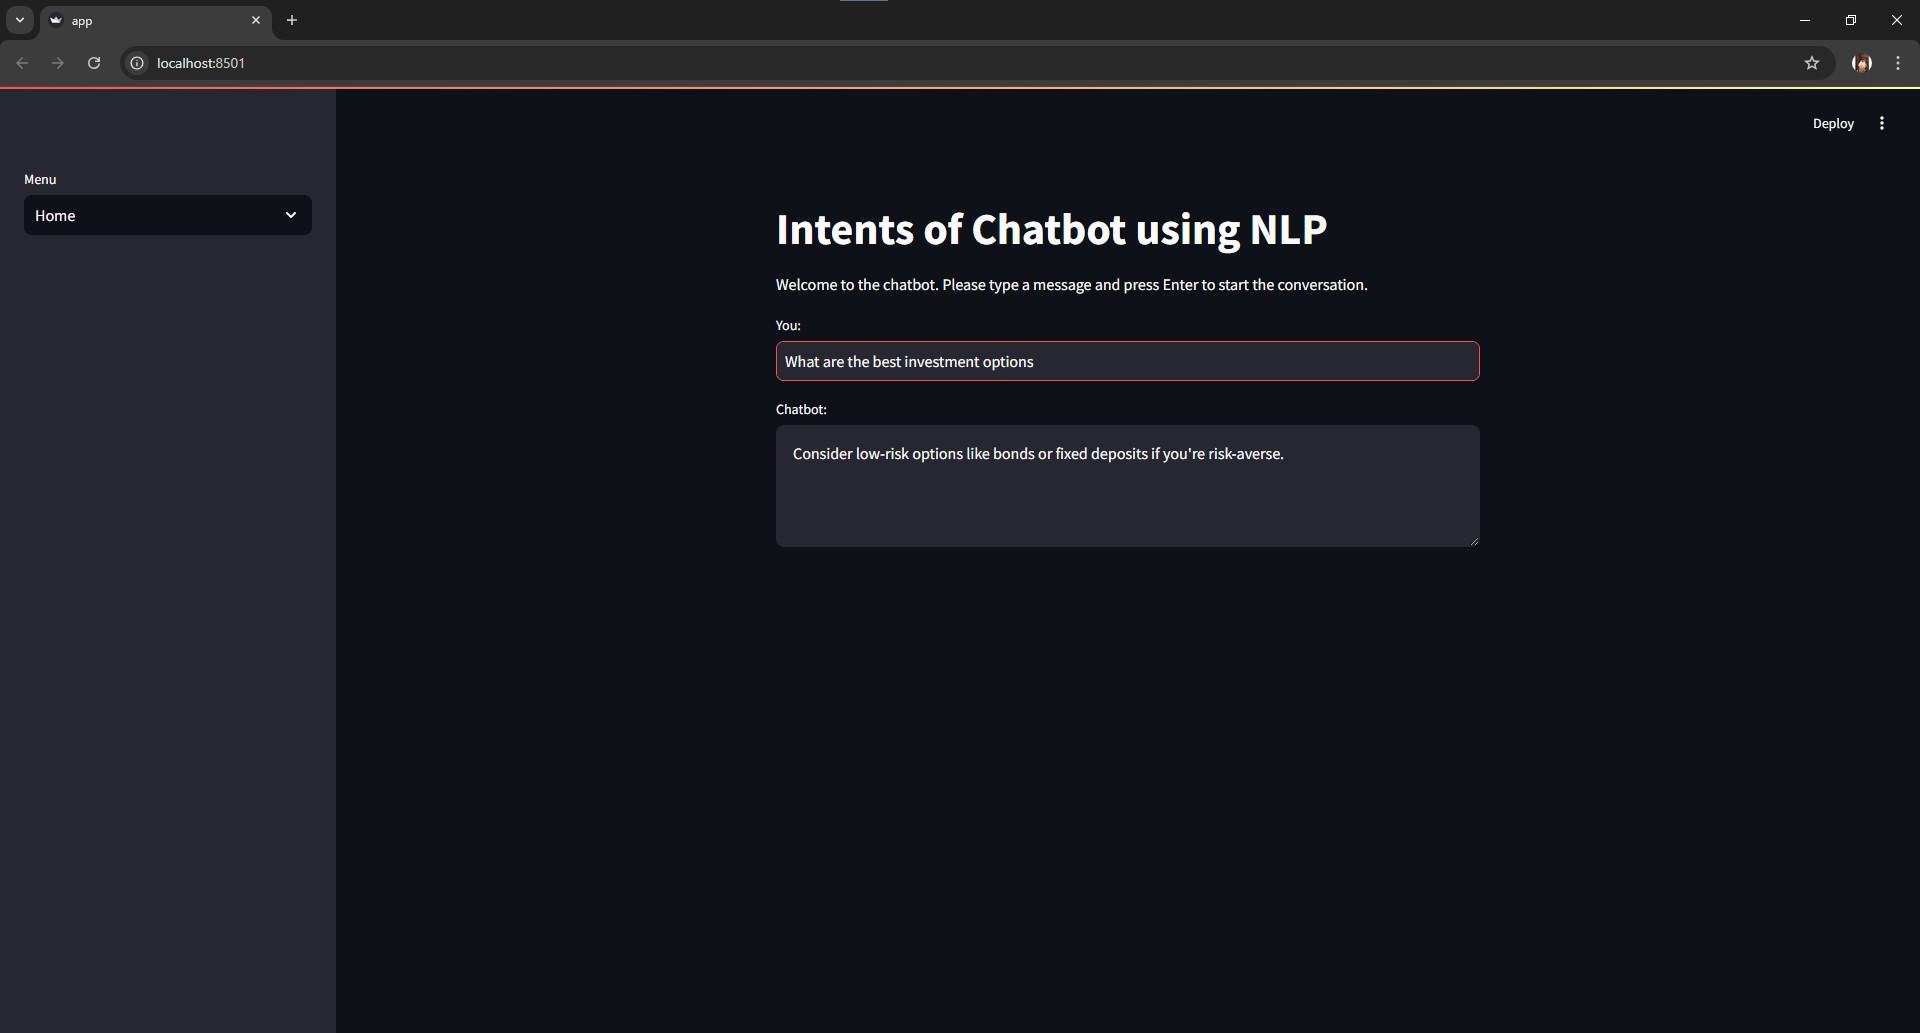 app
localhost:8501
Deploy
Menu
Home
Intents of Chatbot using NLP
Welcome to the chatbot. Please type a message and press Enter to start the conversation.
You:
What are the best investment options
Chatbot:
Consider low-risk options like bonds or fixed deposits if you're risk-averse.